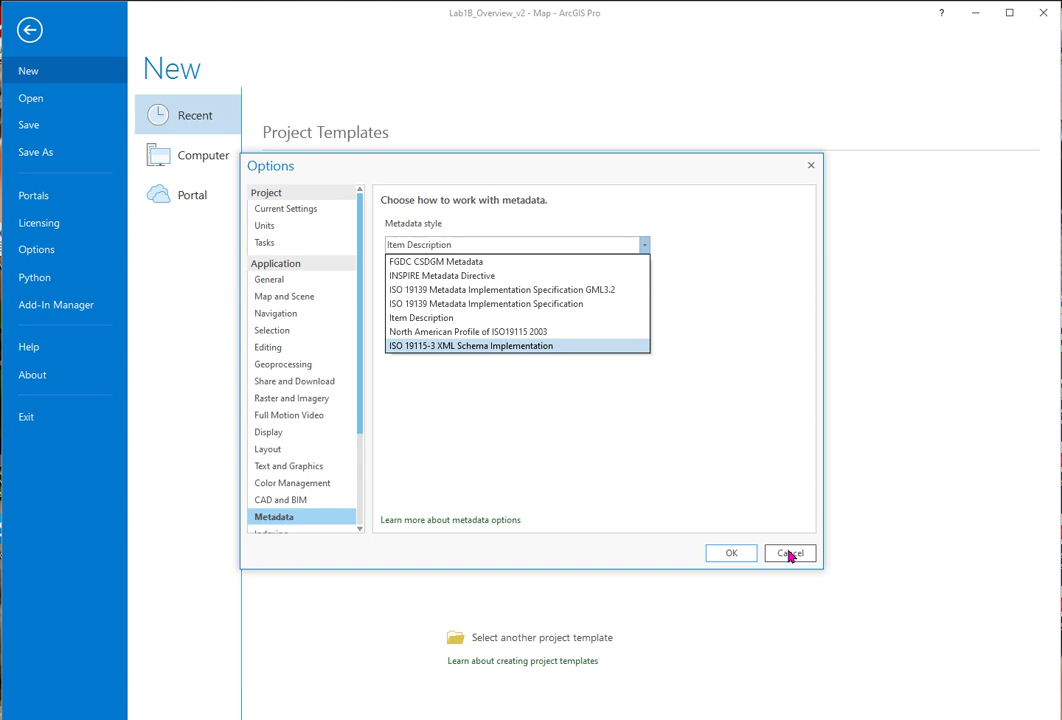 Lab1B_Overview_v2 - Map - ArcGIS Pro
?
New
Open
Save
Save As
Portals
Licensing
Options
Python
Add-In Manager
Help
About
Exit
New
Recent
Computer
Portal
Project Templates
Options
Project
Current Settings
Units
Tasks
Application
General
Map and Scene
Navigation
Selection
Editing
Geoprocessing
Share and Download
Raster and Imagery
Full Motion Video
Display
Layout
Text and Graphics
Color Management
CAD and BIM
Metadata
Indexing
Choose how to work with metadata.
Metadata style
Item Description
FGDC CSDGM Metadata
INSPIRE Metadata Directive
ISO 19139 Metadata Implementation Specification GML3.2
ISO 19139 Metadata Implementation Specification
Item Description
North American Profile of ISO19115 2003
ISO 19115-3 XML Schema Implementation
Learn more about metadata options
OK
Cancel
Select another project template
Learn about creating project templates